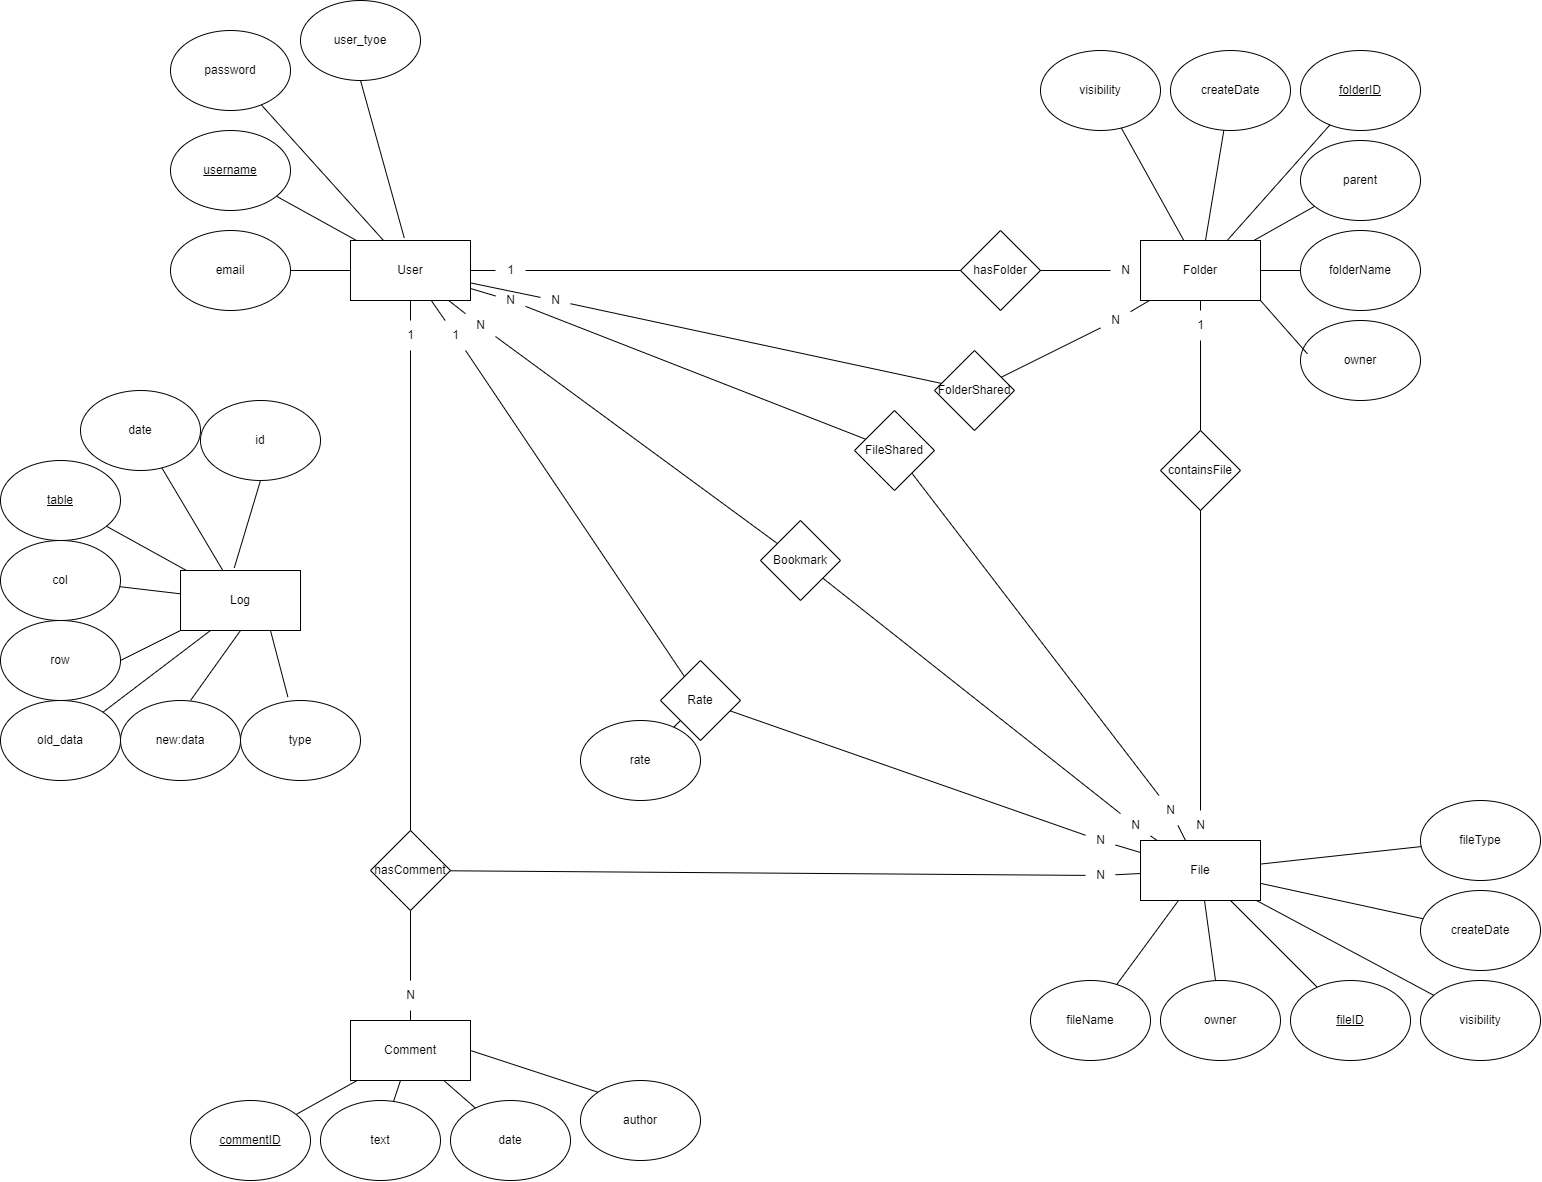 user_tyoe
password
visibility
createDate
folderID
username
parent
email
User
1
hasFolder
N
Folder
folderName
N
N
N
1
1
1
N
N
owner
FolderShared
date
id
FileShared
containsFile
table
Bookmark
col
Log
row
Rate
old_data
new:data
type
rate
N
N
N
N
fileType
hasComment
N
File
createDate
N
fileName
owner
fileID
visibility
Comment
author
commentID
text
date